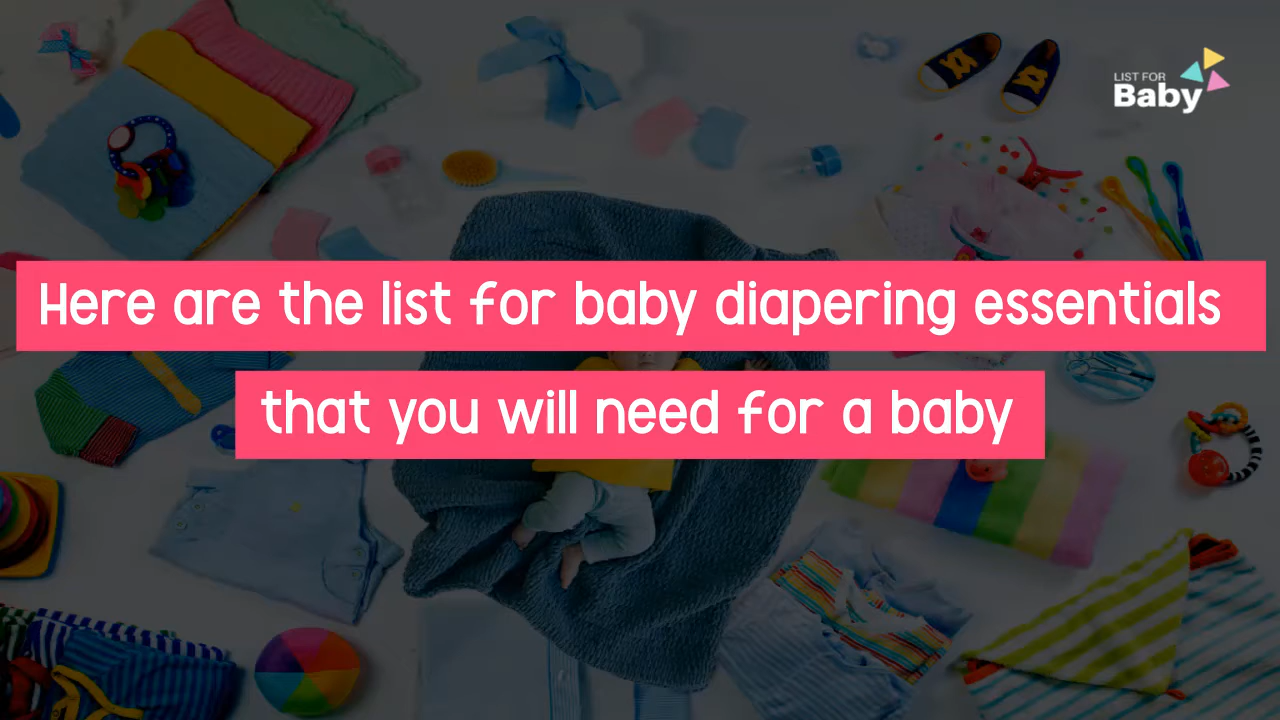 LIST FOR
Baby
Here are the list for baby diapering essentials
that you will need for a baby